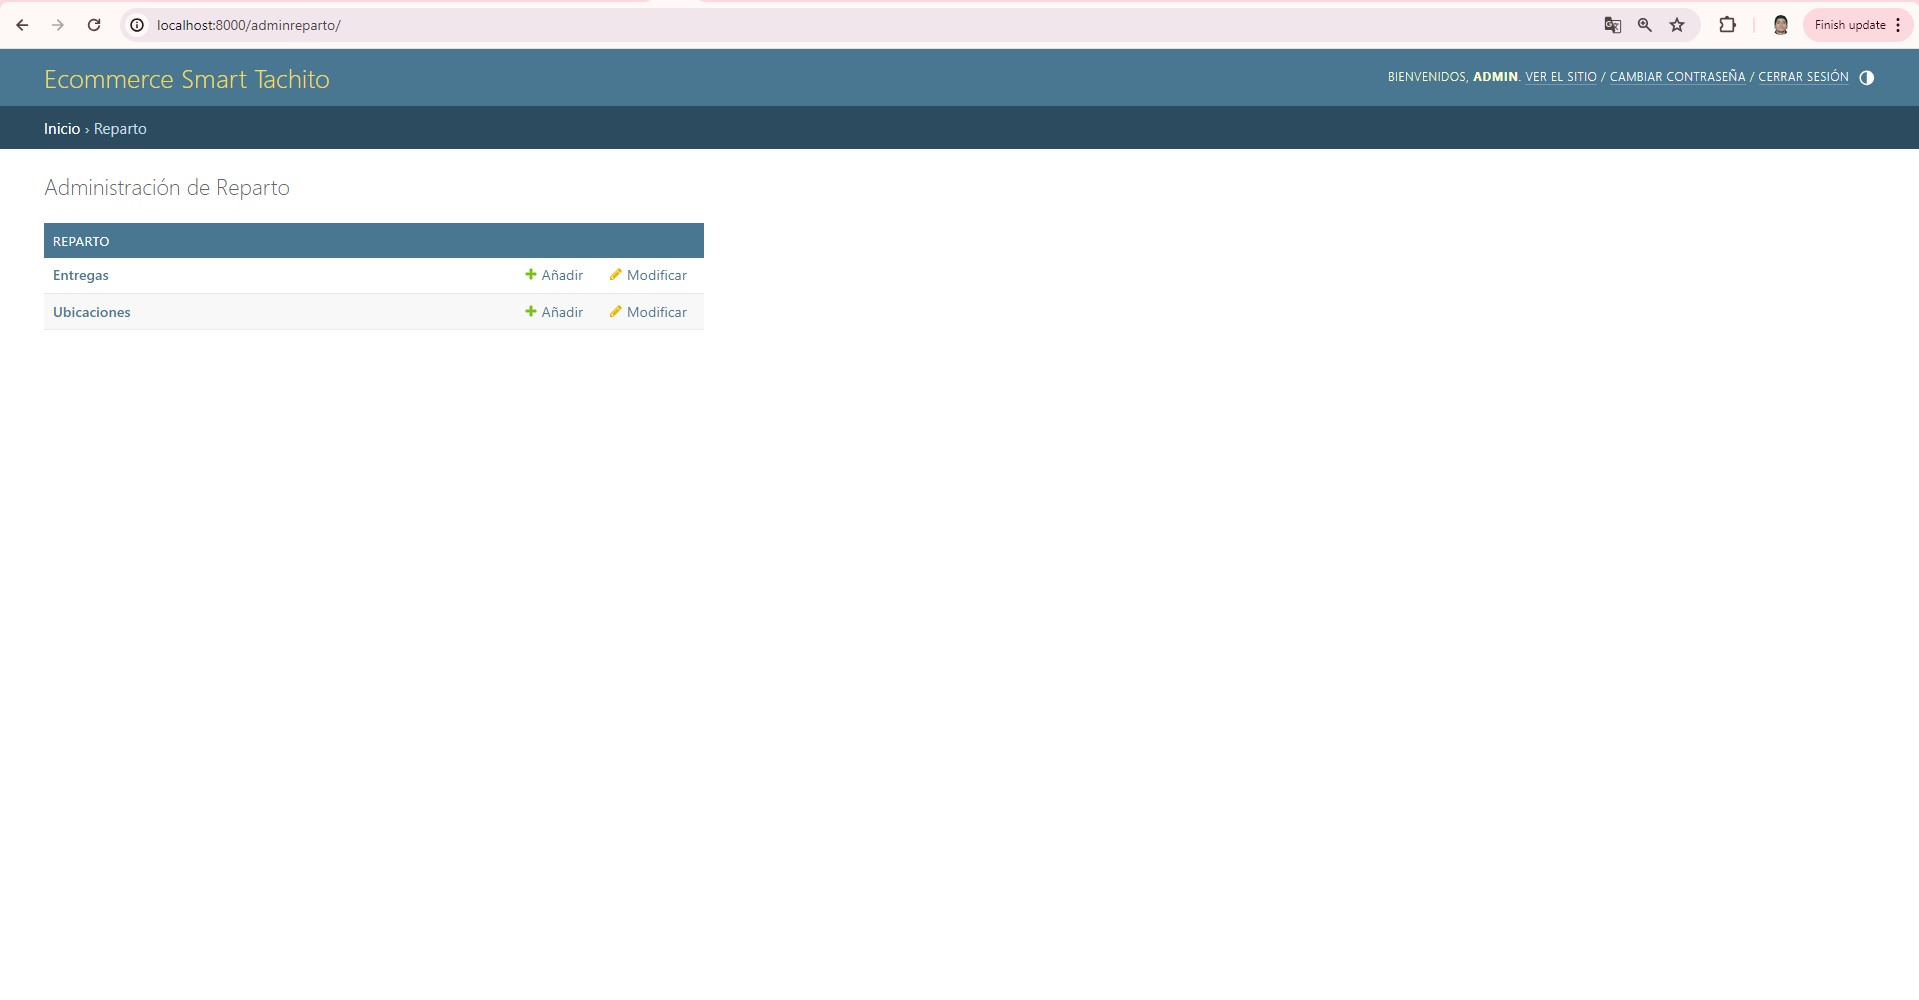 localhost:8000/adminreparto/
Finish update
Ecommerce Smart Tachito
BIENVENIDOS, ADMIN. VER EL SITIO / CAMBIAR CONTRASEÑA / CERRAR SESIÓN
Inicio › Reparto
Administración de Reparto
REPARTO
Entregas Añadir Modificar
Ubicaciones Añadir Modificar